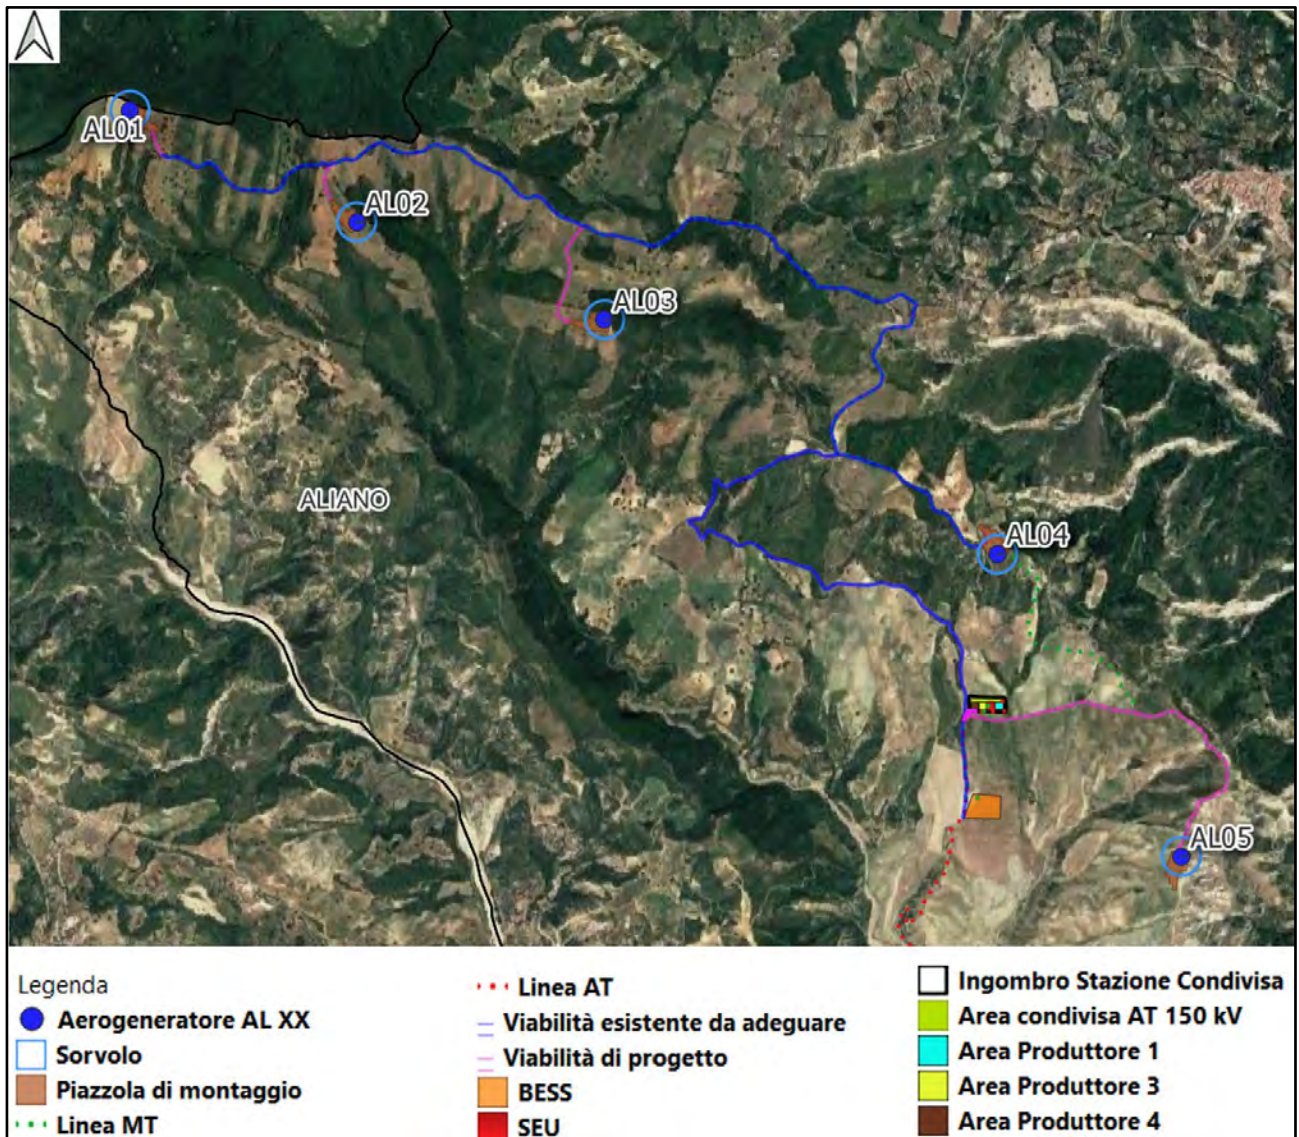 AL01
AL02
AL03
ALIANO
AL04
AL05
Legenda
Aerogeneratore AL XX
Sorvolo
Piazzola di montaggio
Linea MT
Linea AT
Viabilità esistente da adeguare
Viabilità di progetto
BESS
SEU
Ingombro Stazione Condivisa
Area condivisa AT 150 kV
Area Produttore 1
Area Produttore 3
Area Produttore 4